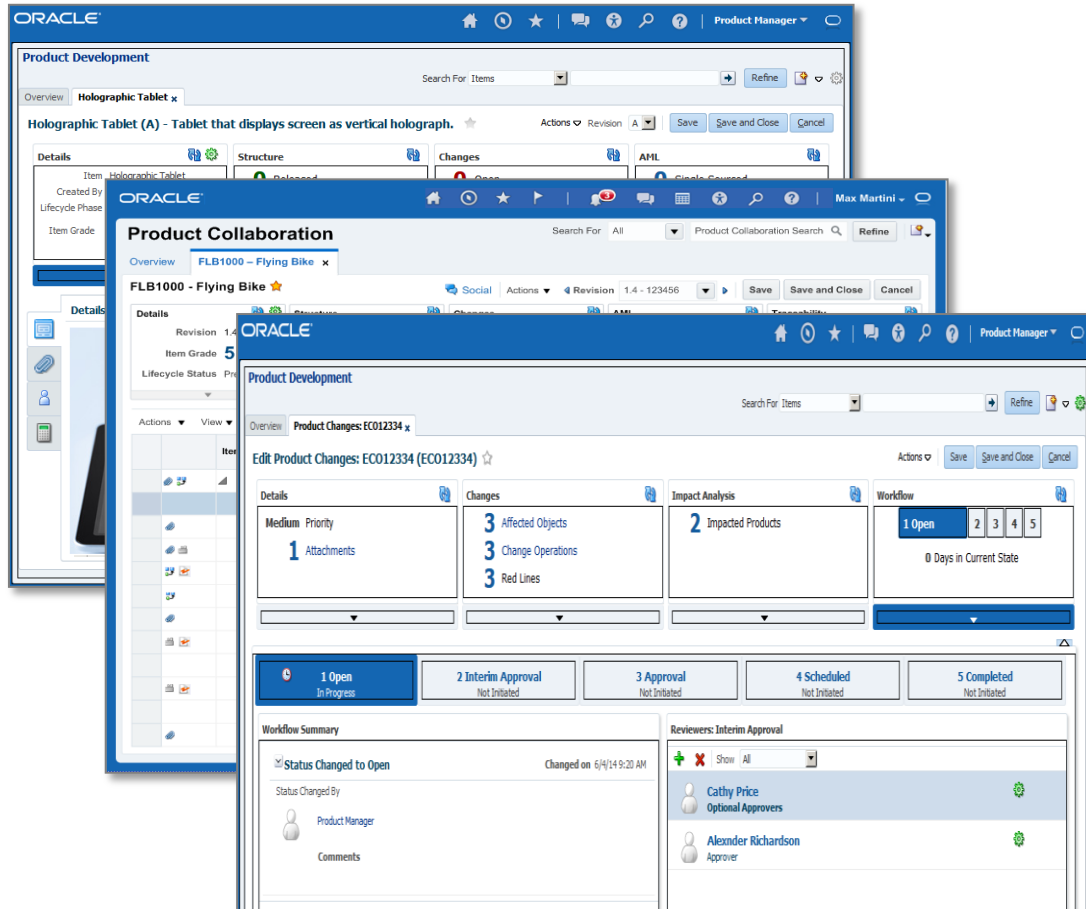 ORACLE
Product Manager
Product Development
Search For Items
Refine
Overview Holographic Tablet x
Holographic Tablet (A) - Tablet that displays screen as vertical holograph.
Actions Revision A Save Save and Close Cancel
Details Structure Changes AML
Item Holographic Tablet
Created By
Lifecycle Phase
Item Grade
Details
ORACLE
3
Max Martini
Product Collaboration
Search For All Product Collaboration Search Refine
Overview FLB1000 – Flying Bike x
FLB1000 - Flying Bike
Social Actions Revision 1.4 - 123456 Save Save and Close Cancel
Details
Revision 1.4
Item Grade 5
Lifecycle Status
Actions View
ORACLE
Product Manager
Product Development
Search For Items Refine
Overview Product Changes: ECO12334 x
Edit Product Changes: ECO12334 (ECO12334)
Actions Save Save and Close Cancel
Details Changes Impact Analysis Workflow
Medium Priority
1 Attachments
3 Affected Objects
3 Change Operations
3 Red Lines
2 Impacted Products
1 Open 2 3 4 5
0 Days in Current State
1 Open
In Progress
2 Interim Approval
Not Initiated
3 Approval
Not Initiated
4 Scheduled
Not Initiated
5 Completed
Not Initiated
Workflow Summary
Status Changed to Open Changed on 6/4/14 9:20 AM
Status Changed By
Product Manager
Comments
Reviewers: Interim Approval
Show All
Cathy Price
Optional Approvers
Alexnder Richardson
Approver